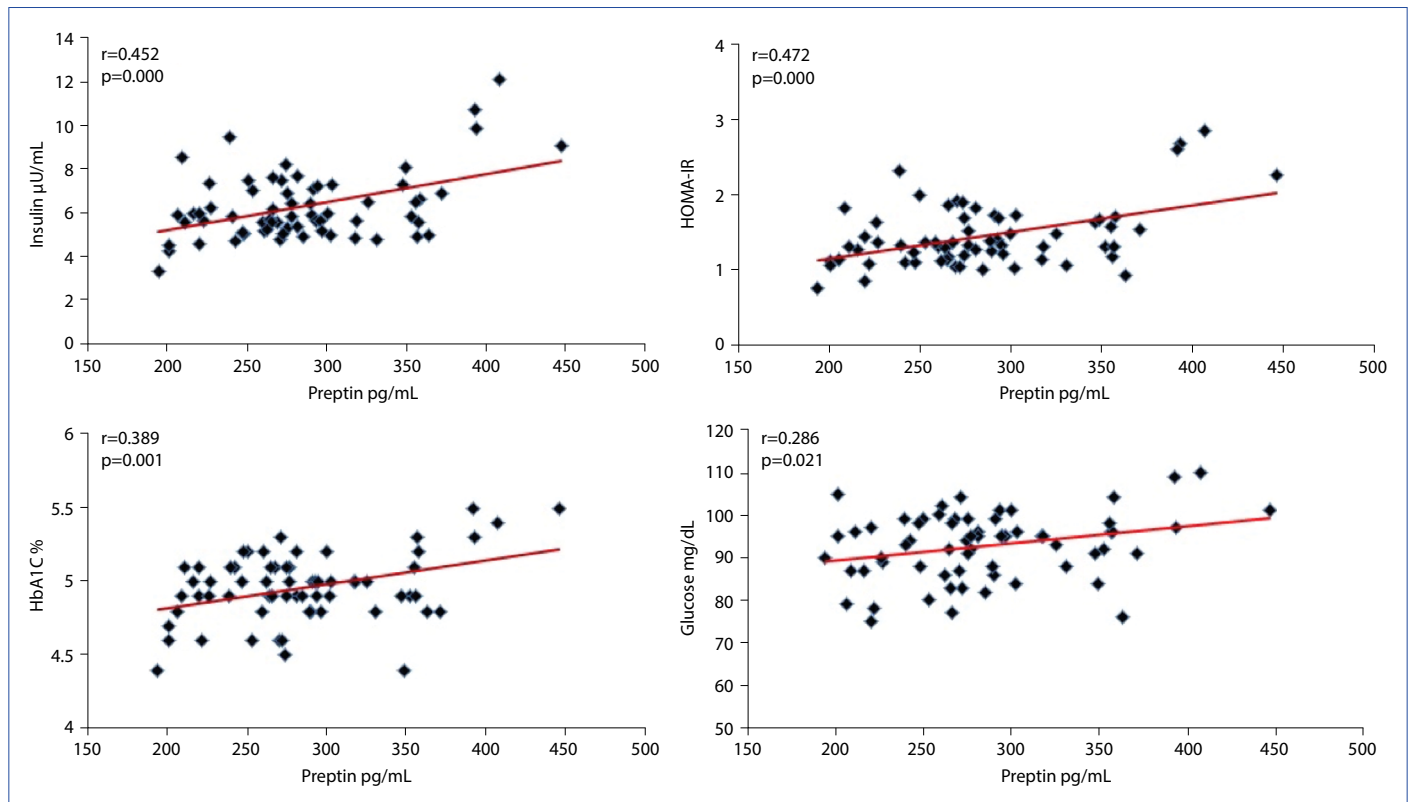 r=0.452
p=0.000
Insulin µU/mL
14
12
10
8
6
4
2
0
150 200 250 300 350 400 450 500
Preptin pg/mL
r=0.472
p=0.000
HOMA-IR
4
3
2
1
0
150 200 250 300 350 400 450 500
Preptin pg/mL
r=0.389
p=0.001
HbA1C %
6
5.5
5
4.5
4
150 200 250 300 350 400 450 500
Preptin pg/mL
r=0.286
p=0.021
Glucose mg/dL
120
110
100
90
80
70
60
50
150 200 250 300 350 400 450 500
Preptin pg/mL